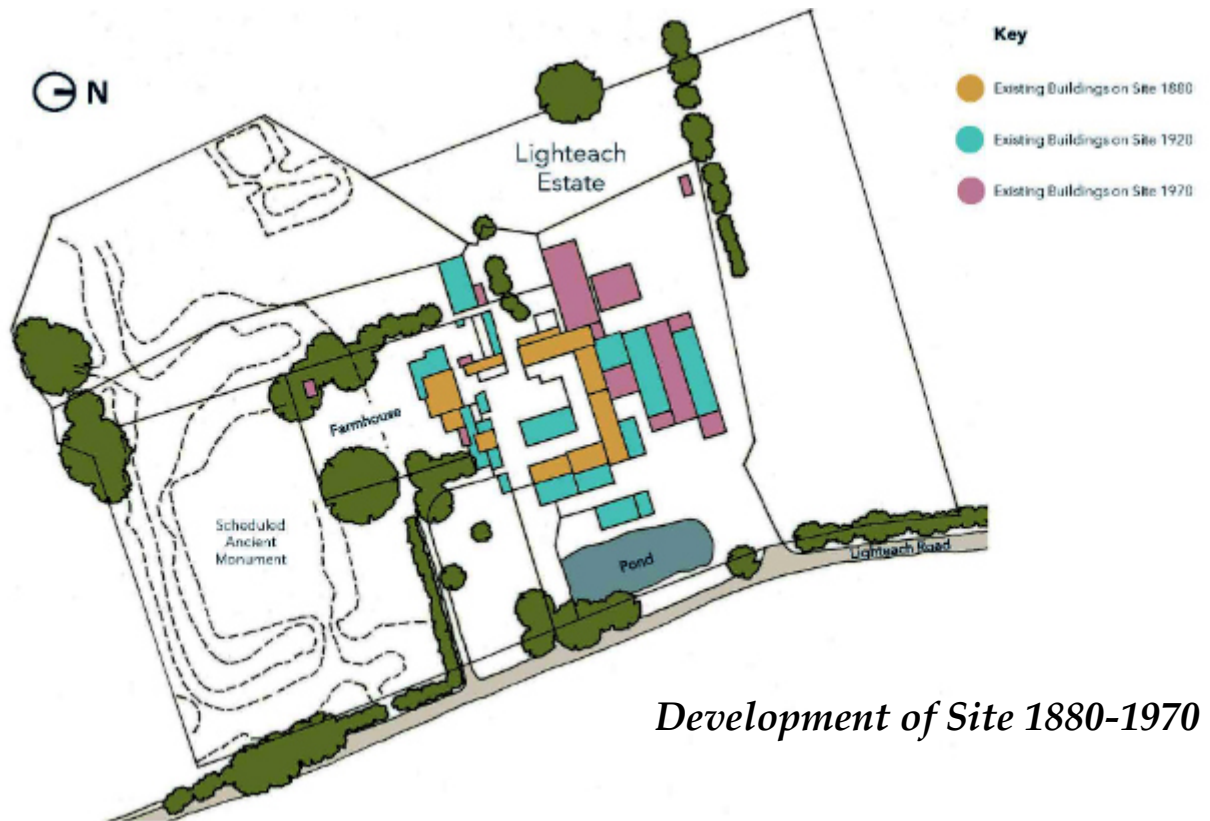 Key
N
Existing Buildings on Site 1880
Existing Buildings on Site 1920
Existing Buildings on Site 1970
Lighteach
Estate
Farmhouse
Scheduled
Ancient
Monument
Lighteach Road
Pond
Development of Site 1880-1970